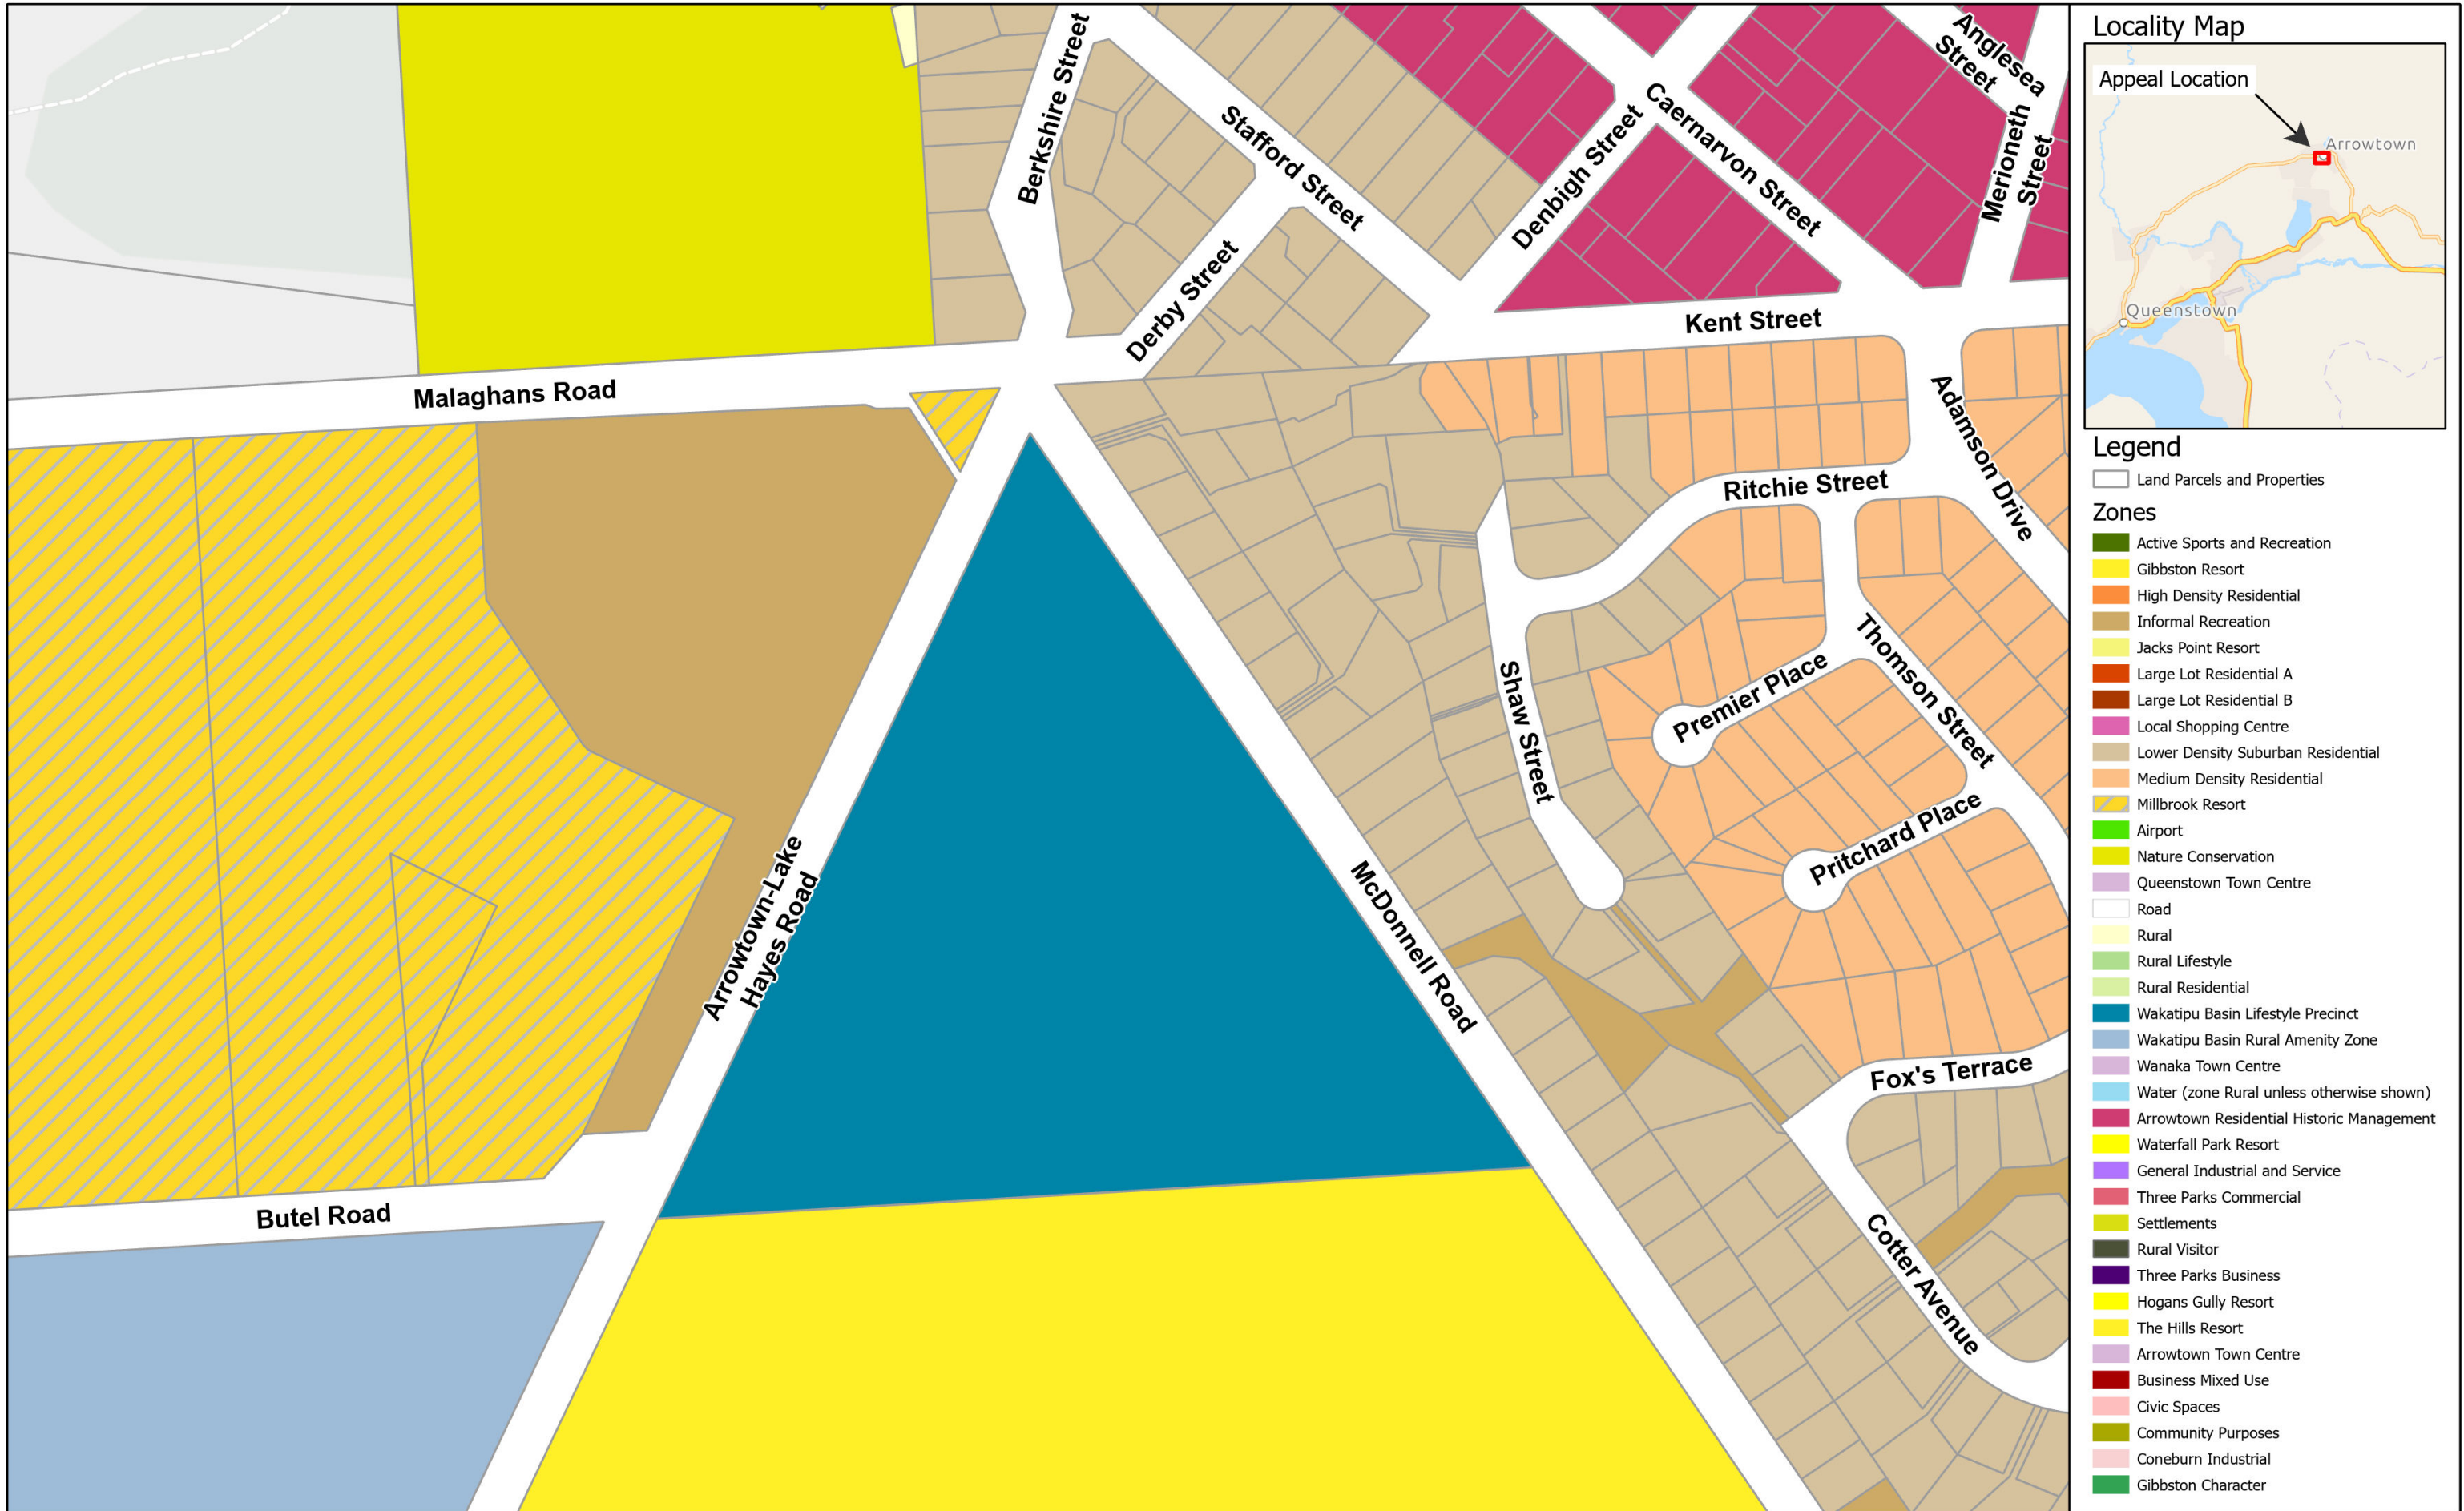 Berkshire Street
Stafford Street
Derby Street
Denbigh Street
Caernarvon Street
Anglesea
Street
Merioneth
Street
Kent Street
Malaghans Road
Adamson Drive
Ritchie Street
Shaw Street
Premier Place
Thomson Street
Pritchard Place
Arrowtown-Lake
Hayes Road
McDonnell Road
Fox's Terrace
Butel Road
Cotter Avenue
Locality Map
Appeal Location
Arrowtown
Queenstown
Legend
Land Parcels and Properties
Zones
Active Sports and Recreation
Gibbston Resort
High Density Residential
Informal Recreation
Jacks Point Resort
Large Lot Residential A
Large Lot Residential B
Local Shopping Centre
Lower Density Suburban Residential
Medium Density Residential
Millbrook Resort
Airport
Nature Conservation
Queenstown Town Centre
Road
Rural
Rural Lifestyle
Rural Residential
Wakatipu Basin Lifestyle Precinct
Wakatipu Basin Rural Amenity Zone
Wanaka Town Centre
Water (zone Rural unless otherwise shown)
Arrowtown Residential Historic Management
Waterfall Park Resort
General Industrial and Service
Three Parks Commercial
Settlements
Rural Visitor
Three Parks Business
Hogans Gully Resort
The Hills Resort
Arrowtown Town Centre
Business Mixed Use
Civic Spaces
Community Purposes
Coneburn Industrial
Gibbston Character